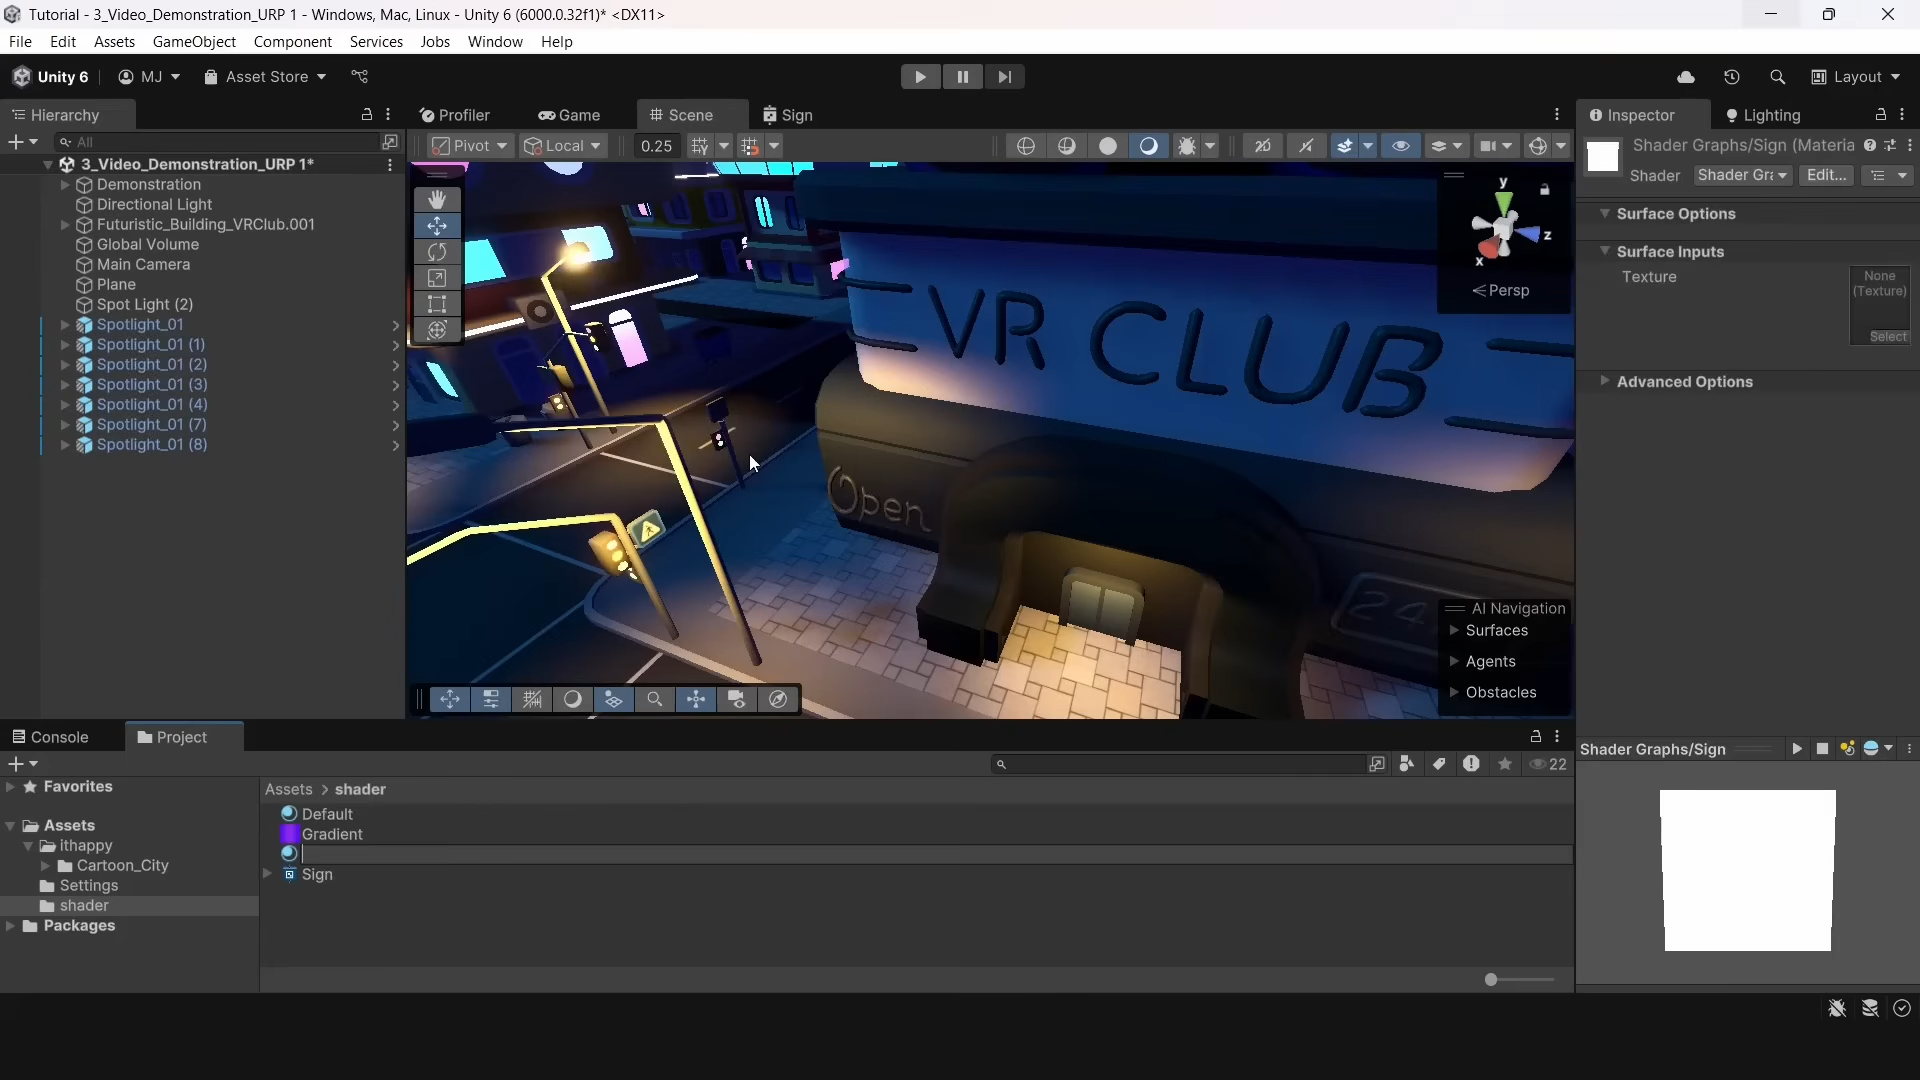 Tutorial - 3_Video_Demonstration_URP 1 - Windows, Mac, Linux - Unity 6 (6000.0.32f1)* <DX11>
File Edit Assets GameObject Component Services Jobs Window Help
Unity 6 MJ Asset Store Layout
Hierarchy
All
3_Video_Demonstration_URP 1*
Demonstration
Directional Light
Futuristic_Building_VRClub.001
Global Volume
Main Camera
Plane
Spot Light (2)
Spotlight_01
Spotlight_01 (1)
Spotlight_01 (2)
Spotlight_01 (3)
Spotlight_01 (4)
Spotlight_01 (7)
Spotlight_01 (8)
Profiler Game Scene Sign
Pivot Local 0.25 2D
y
z
x
Persp
VR CLUB
Open
24
AI Navigation
Surfaces
Agents
Obstacles
Inspector Lighting
Shader Graphs/Sign (Materia
Shader Shader Gra Edit...
Surface Options
Surface Inputs
Texture
None
(Texture)
Select
Advanced Options
Console Project
22
Favorites
Assets
ithappy
Cartoon_City
Settings
shader
Packages
Assets > shader
Default
Gradient
Sign
Shader Graphs/Sign